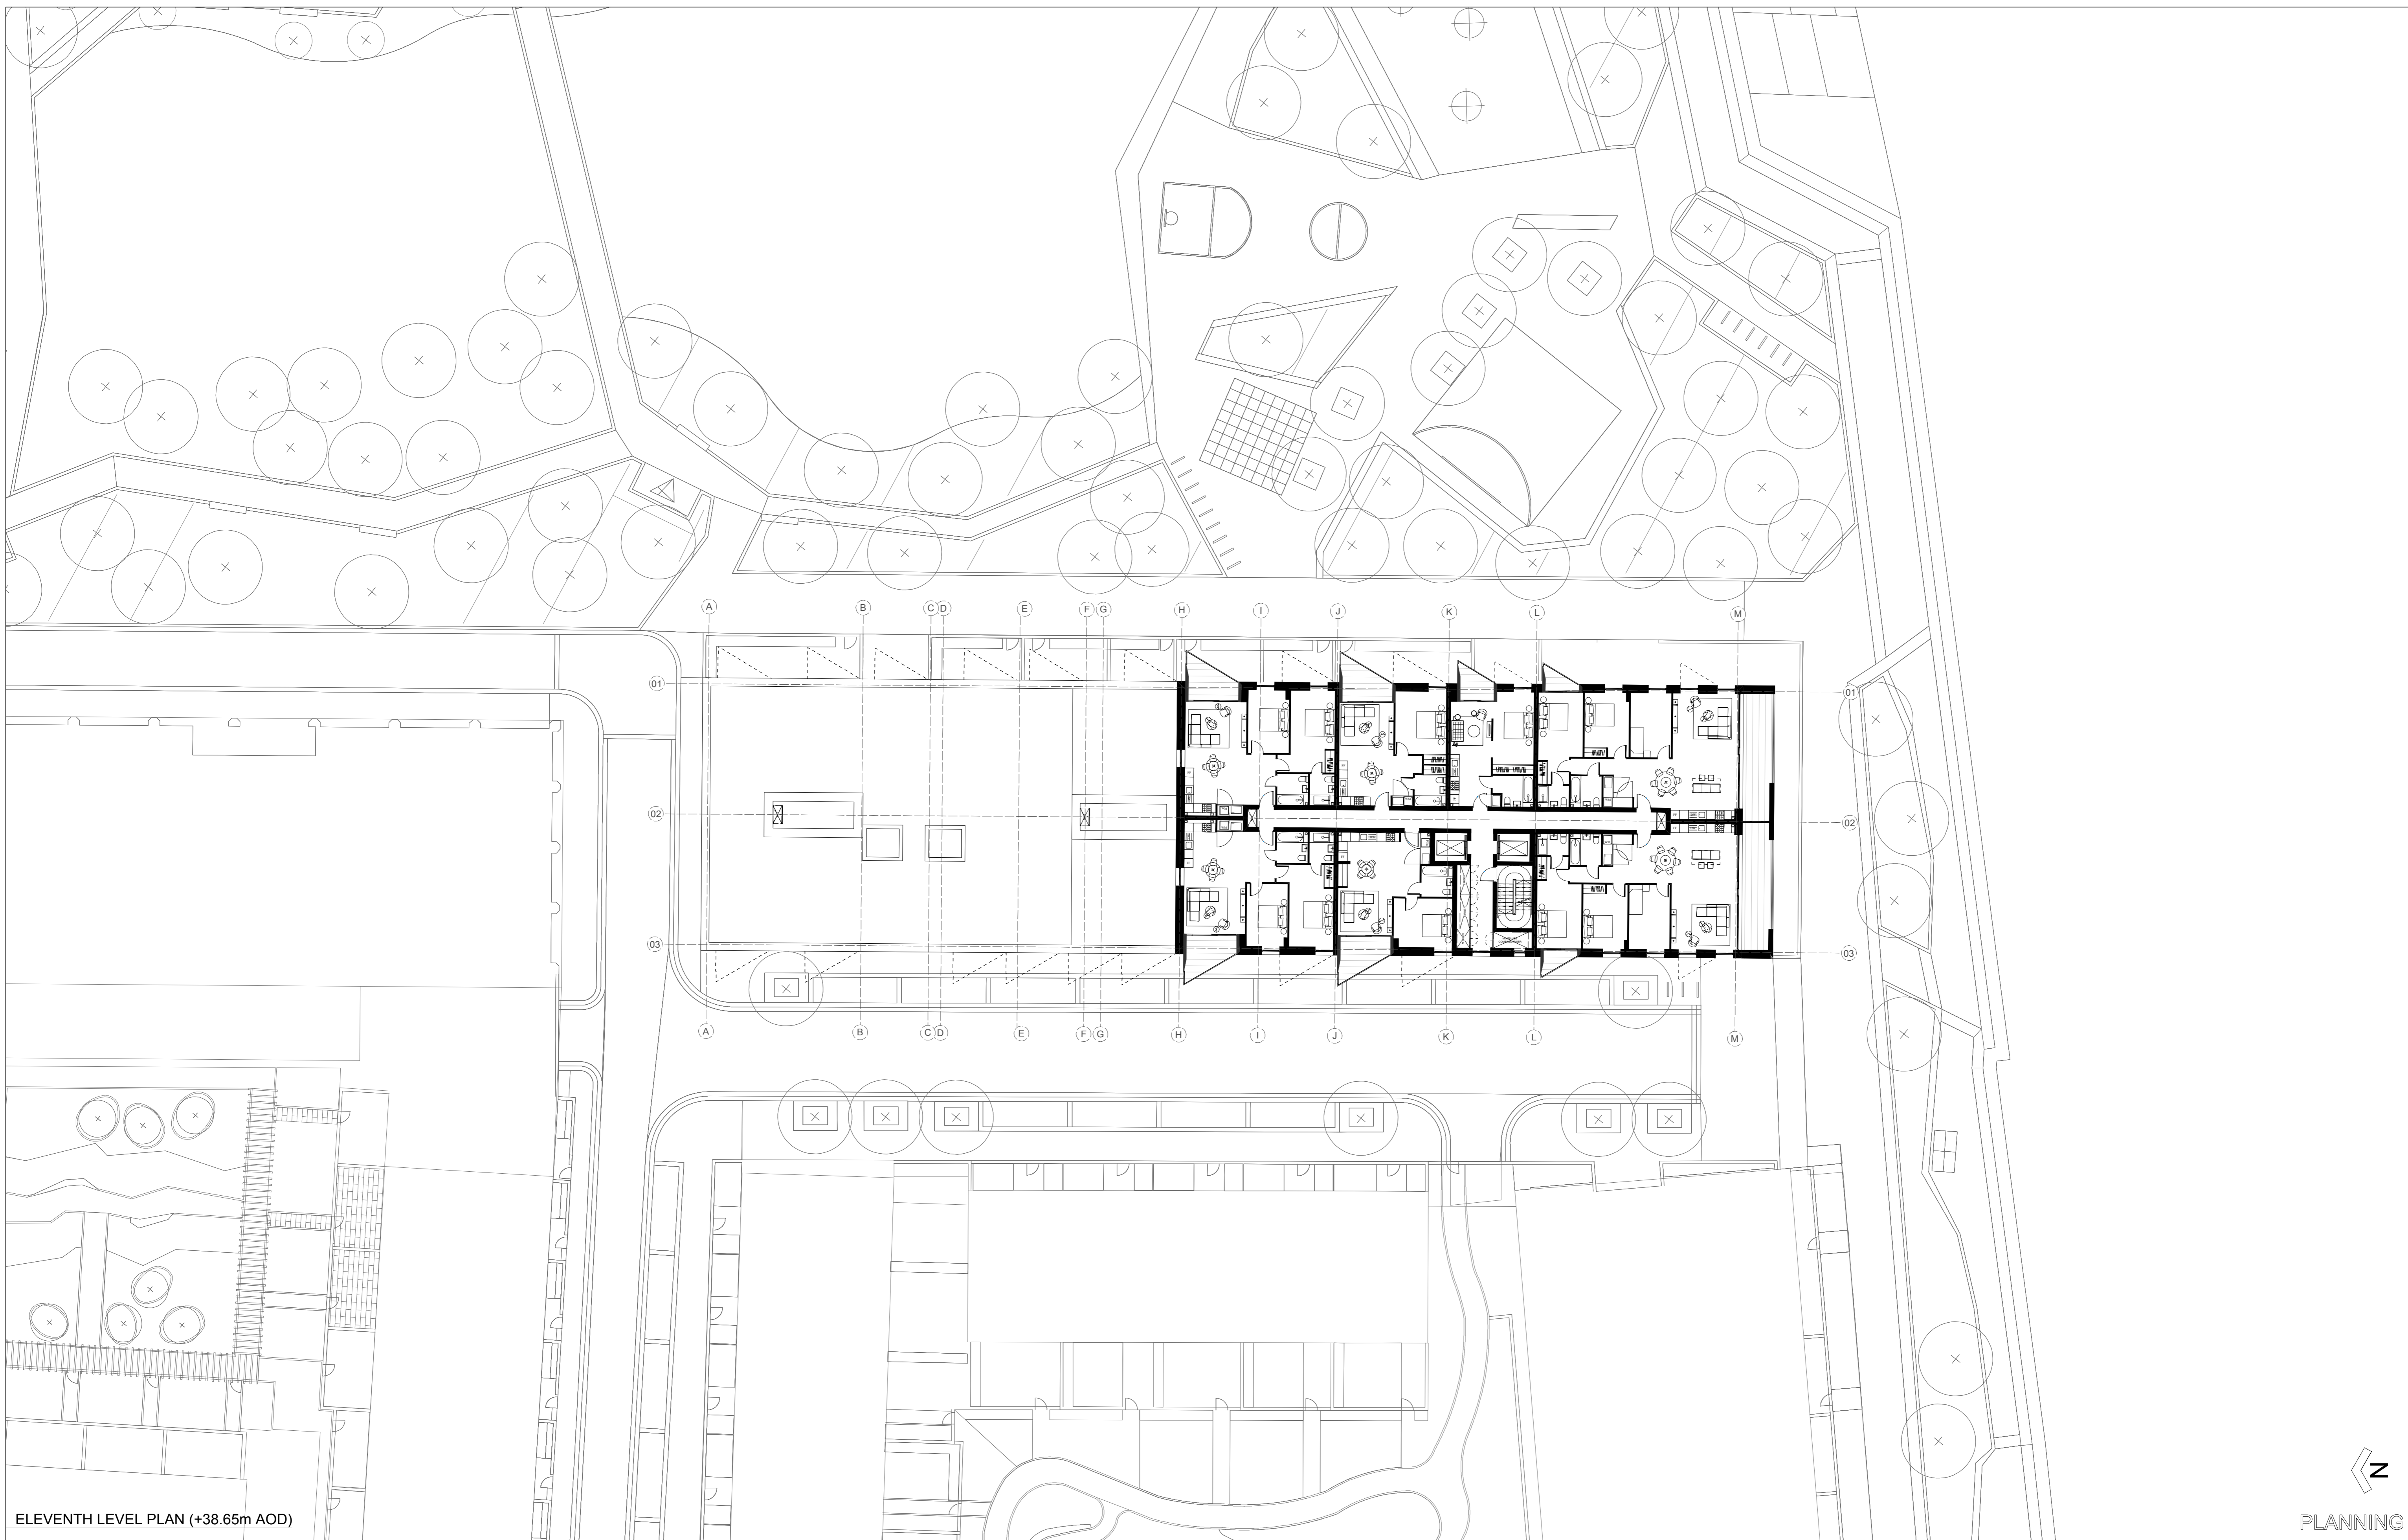 A B C D E F G H I J K L M
01 01
02 02
03 03
A B C D E F G H I J K L M
N
ELEVENTH LEVEL PLAN (+38.65m AOD)
PLANNING